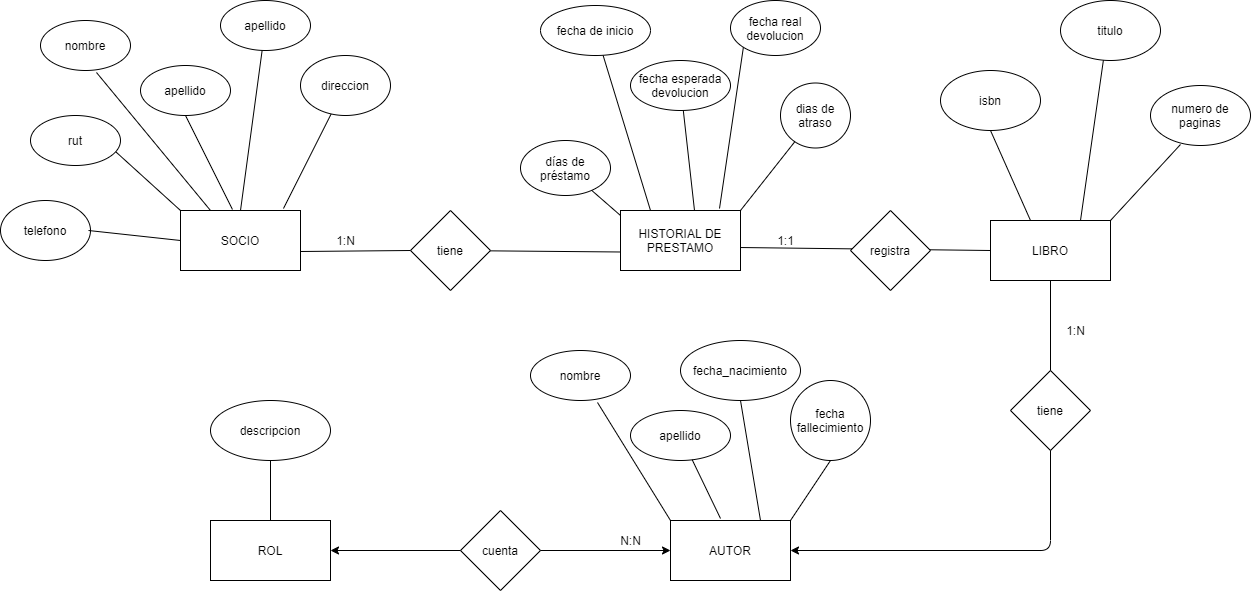 apellido
nombre
apellido
direccion
rut
telefono
SOCIO
1:N
tiene
fecha de inicio
fecha real
devolucion
fecha esperada
devolucion
dias de
atraso
días de
préstamo
HISTORIAL DE
PRESTAMO
1:1
registra
titulo
isbn
numero de
paginas
LIBRO
1:N
tiene
nombre
fecha_nacimiento
apellido
fecha
fallecimiento
AUTOR
N:N
cuenta
descripcion
ROL